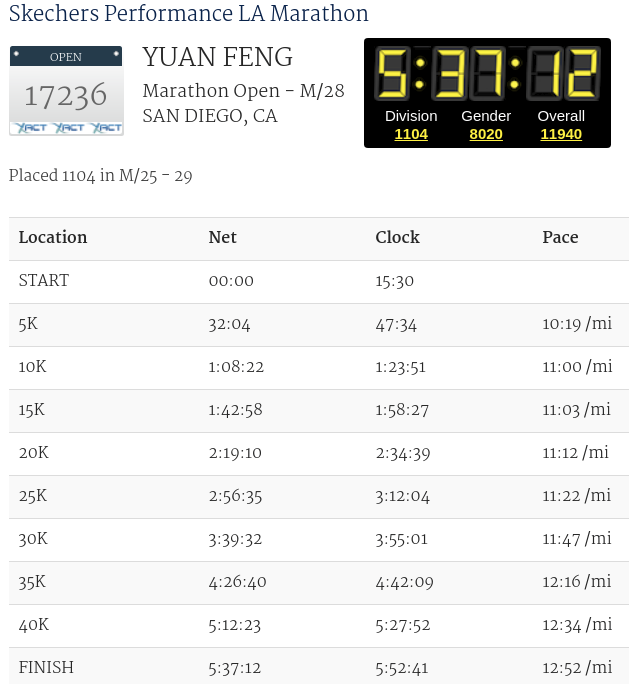 Skechers Performance LA Marathon
OPEN
17236
XACT XACT XACT
YUAN FENG
Marathon Open - M/28
SAN DIEGO, CA
5:37:12
Division Gender Overall
1104 8020 11940
Placed 1104 in M/25 - 29
Location Net Clock Pace
START 00:00 15:30
5K 32:04 47:34 10:19 /mi
10K 1:08:22 1:23:51 11:00 /mi
15K 1:42:58 1:58:27 11:03 /mi
20K 2:19:10 2:34:39 11:12 /mi
25K 2:56:35 3:12:04 11:22 /mi
30K 3:39:32 3:55:01 11:47 /mi
35K 4:26:40 4:42:09 12:16 /mi
40K 5:12:23 5:27:52 12:34 /mi
FINISH 5:37:12 5:52:41 12:52 /mi